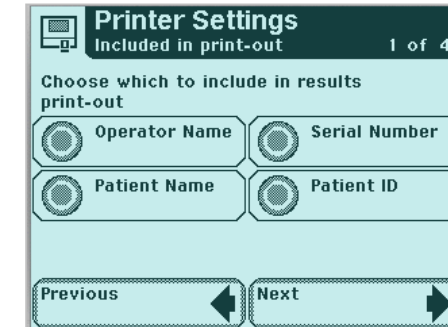 Printer Settings
Included in print-out 1 of 4
Choose which to include in results
print-out
Operator Name Serial Number
Patient Name Patient ID
Previous Next